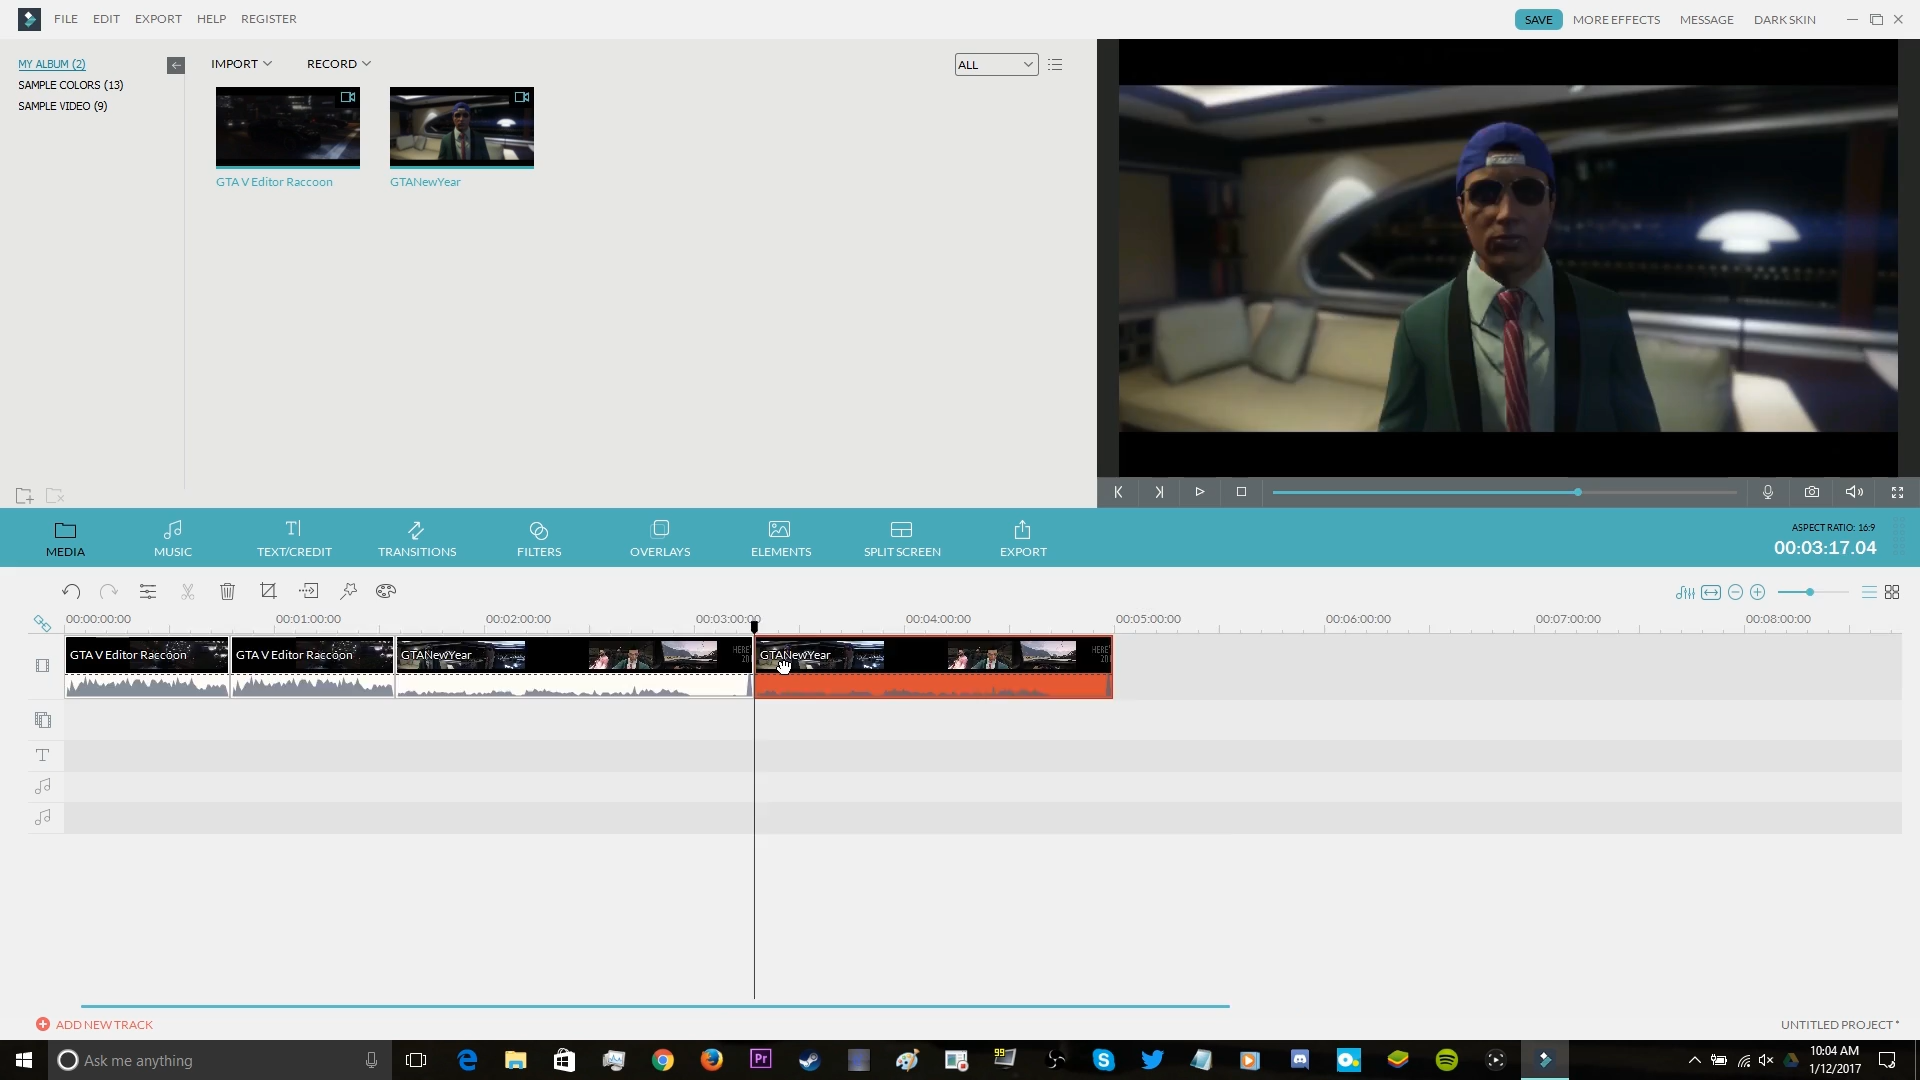 FILE EDIT EXPORT HELP REGISTER
SAVE MORE EFFECTS MESSAGE DARK SKIN
MY ALBUM (2)
SAMPLE COLORS (13)
SAMPLE VIDEO (9)
IMPORT RECORD ALL
GTA V Editor Raccoon GTANewYear
MEDIA MUSIC TEXT/CREDIT TRANSITIONS FILTERS OVERLAYS ELEMENTS SPLIT SCREEN EXPORT
ASPECT RATIO: 16:9
00:03:17.04
00:00:00:00 00:01:00:00 00:02:00:00 00:03:00:00 00:04:00:00 00:05:00:00 00:06:00:00 00:07:00:00 00:08:00:00
GTA V Editor Raccoon GTA V Editor Raccoon GTANewYear HERE' GTANewYear HERE'
ADD NEW TRACK
UNTITLED PROJECT *
Ask me anything
Pr
99
10:04 AM
1/12/2017